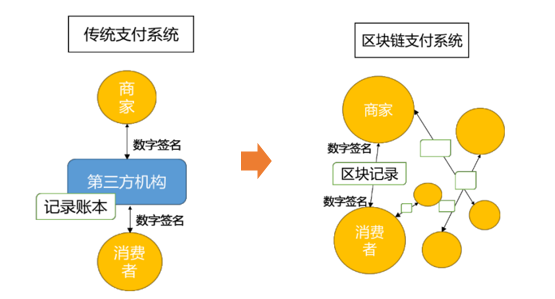 传统支付系统
商
家
数字签名
第三方机构
记录账本
数字签名
消费
者
区块链支付系统
商家
数字签名
区块记录
数字签名
消费
者